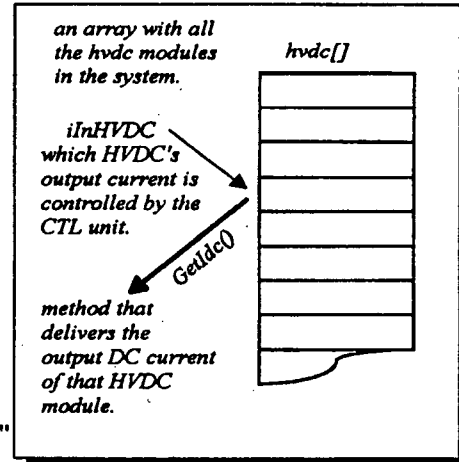 an array with all
the hvdc modules
in the system.
hvdc[]
iInHVDC
which HVDC's
output current is
controlled by the
CTL unit.
GetIdc()
method that
delivers the
output DC current
of that HVDC
module.
"